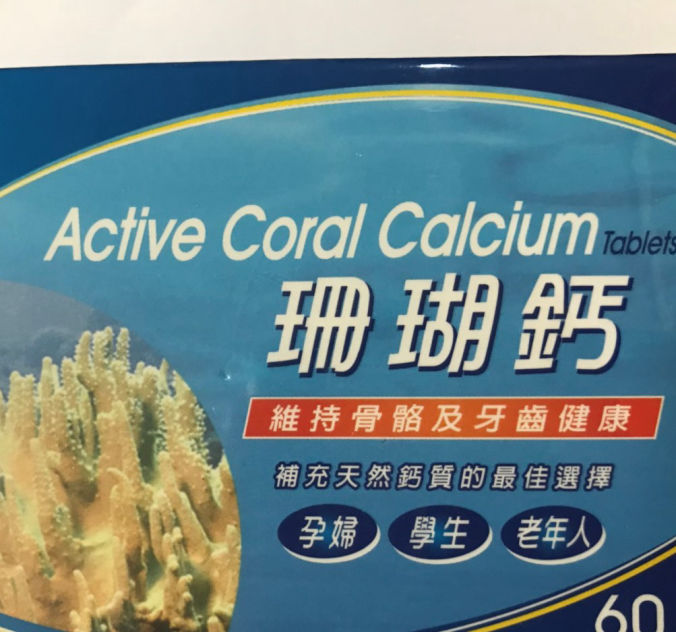 Active Coral Calcium Tablets
珊瑚鈣
維持骨骼及牙齒健康
補充天然鈣質的最佳選擇
孕婦 學生 老年人
60